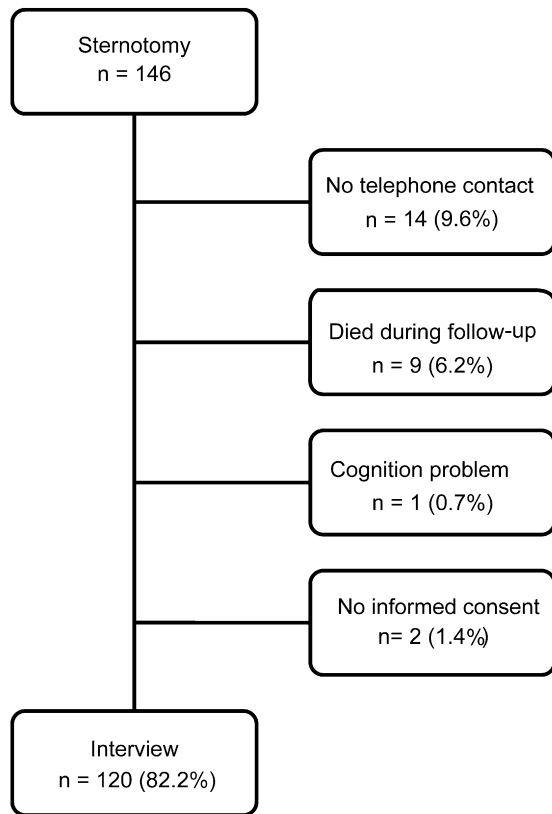 Sternotomy
n = 146
No telephone contact
n = 14 (9.6%)
Died during follow-up
n = 9 (6.2%)
Cognition problem
n = 1 (0.7%)
No informed consent
n= 2 (1.4%)
Interview
n = 120 (82.2%)